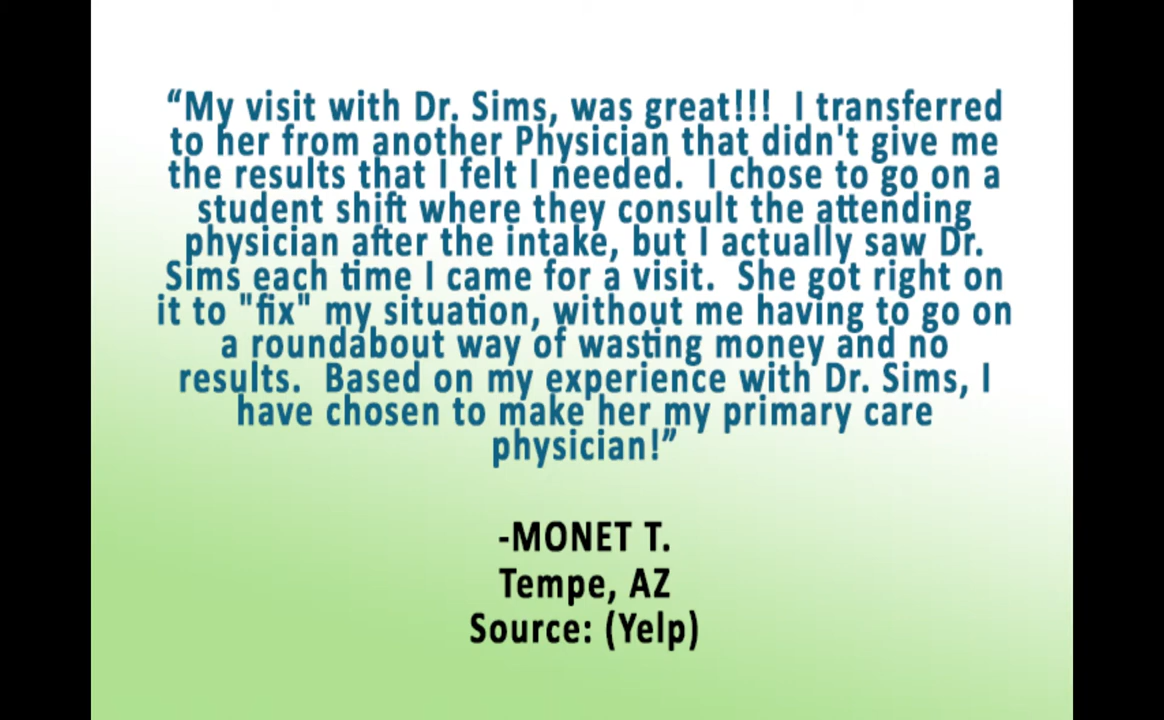 “My visit with Dr. Sims, was great!!!  I transferred
to her from another Physician that didn't give me
the results that I felt I needed.  I chose to go on a
student shift where they consult the attending
physician after the intake, but I actually saw Dr.
Sims each time I came for a visit.  She got right on
it to "fix" my situation, without me having to go on
a roundabout way of wasting money and no
results.  Based on my experience with Dr. Sims, I
have chosen to make her my primary care
physician!”
-MONET T.
Tempe, AZ
Source: (Yelp)